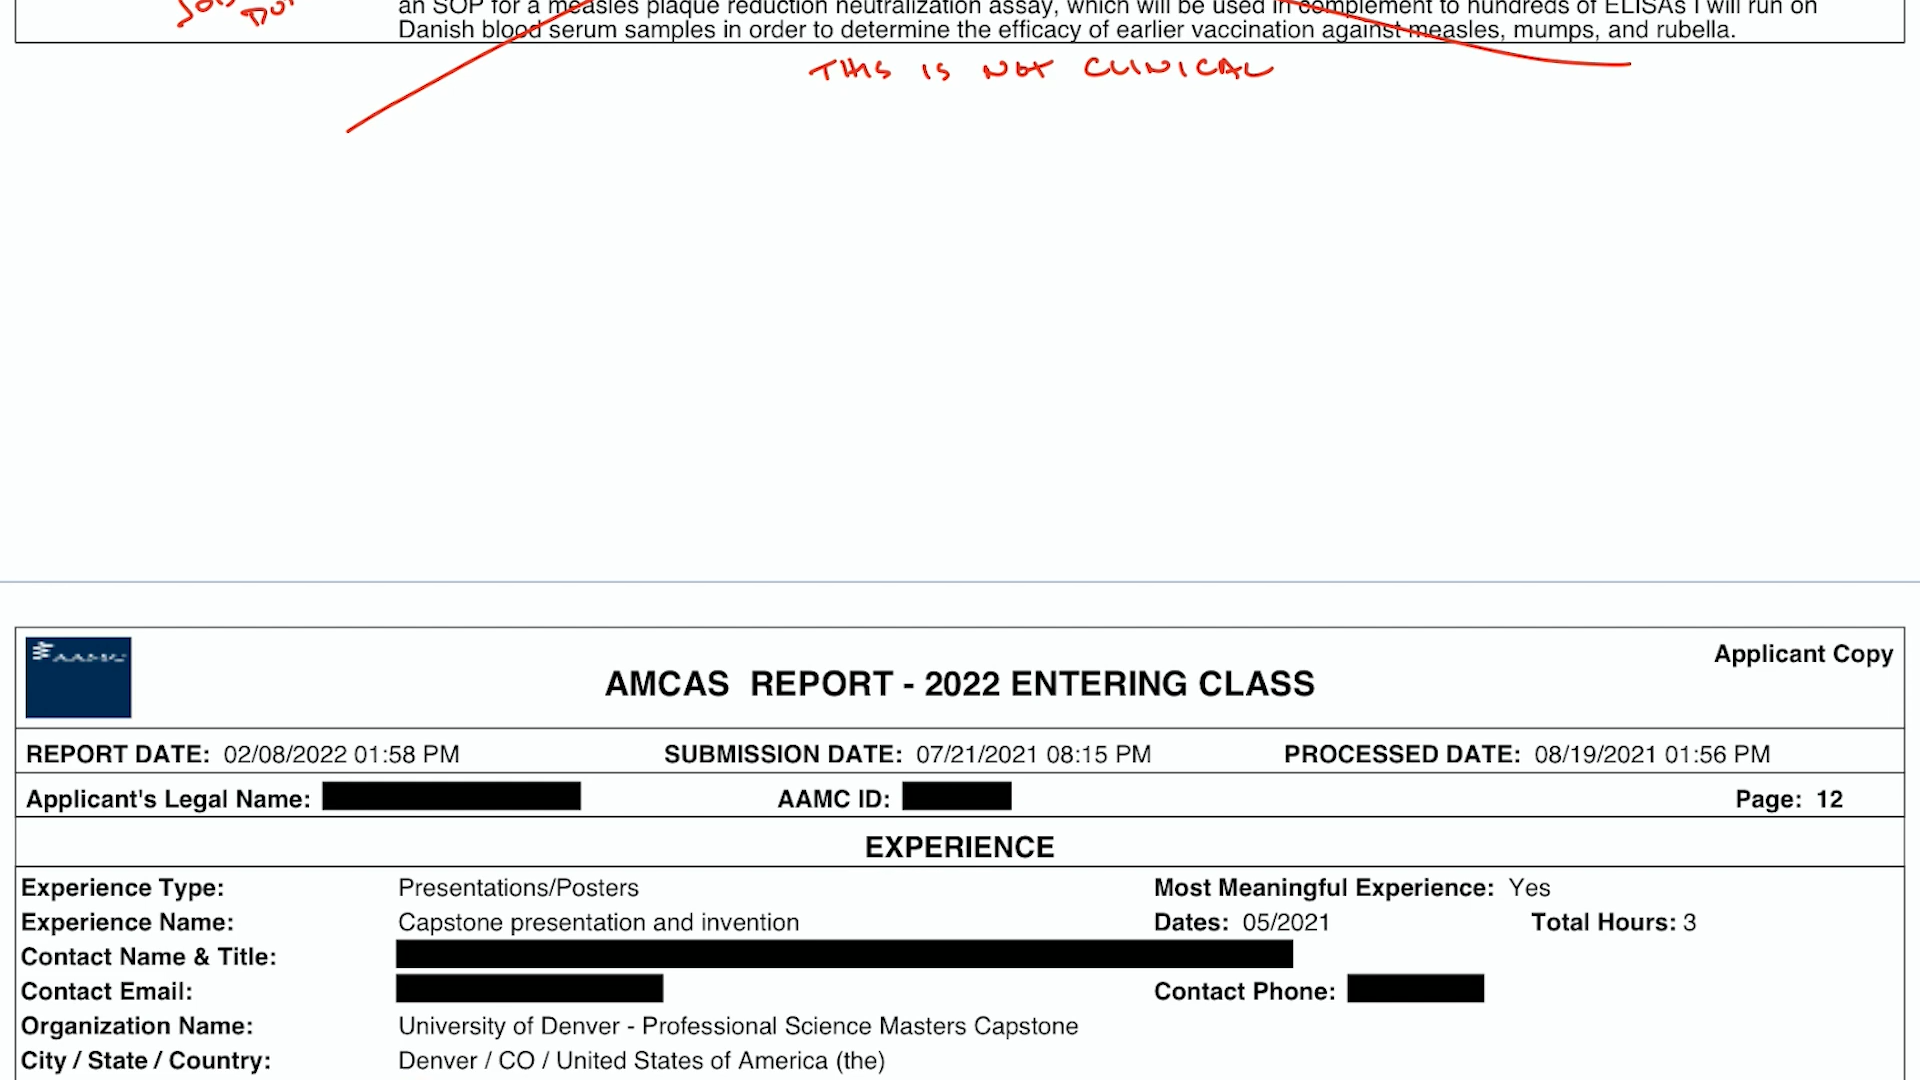 an SOP for a measles plaque reduction neutralization assay, which will be used in complement to hundreds of ELISAs I will run on
Danish blood serum samples in order to determine the efficacy of earlier vaccination against measles, mumps, and rubella.
THIS IS NOT CLINICAL
AAMC
Applicant Copy
AMCAS REPORT - 2022 ENTERING CLASS
REPORT DATE: 02/08/2022 01:58 PM SUBMISSION DATE: 07/21/2021 08:15 PM PROCESSED DATE: 08/19/2021 01:56 PM
Applicant's Legal Name: AAMC ID: Page: 12
EXPERIENCE
Experience Type: Presentations/Posters Most Meaningful Experience: Yes
Experience Name: Capstone presentation and invention Dates: 05/2021 Total Hours: 3
Contact Name & Title:
Contact Email: Contact Phone:
Organization Name: University of Denver - Professional Science Masters Capstone
City / State / Country: Denver / CO / United States of America (the)